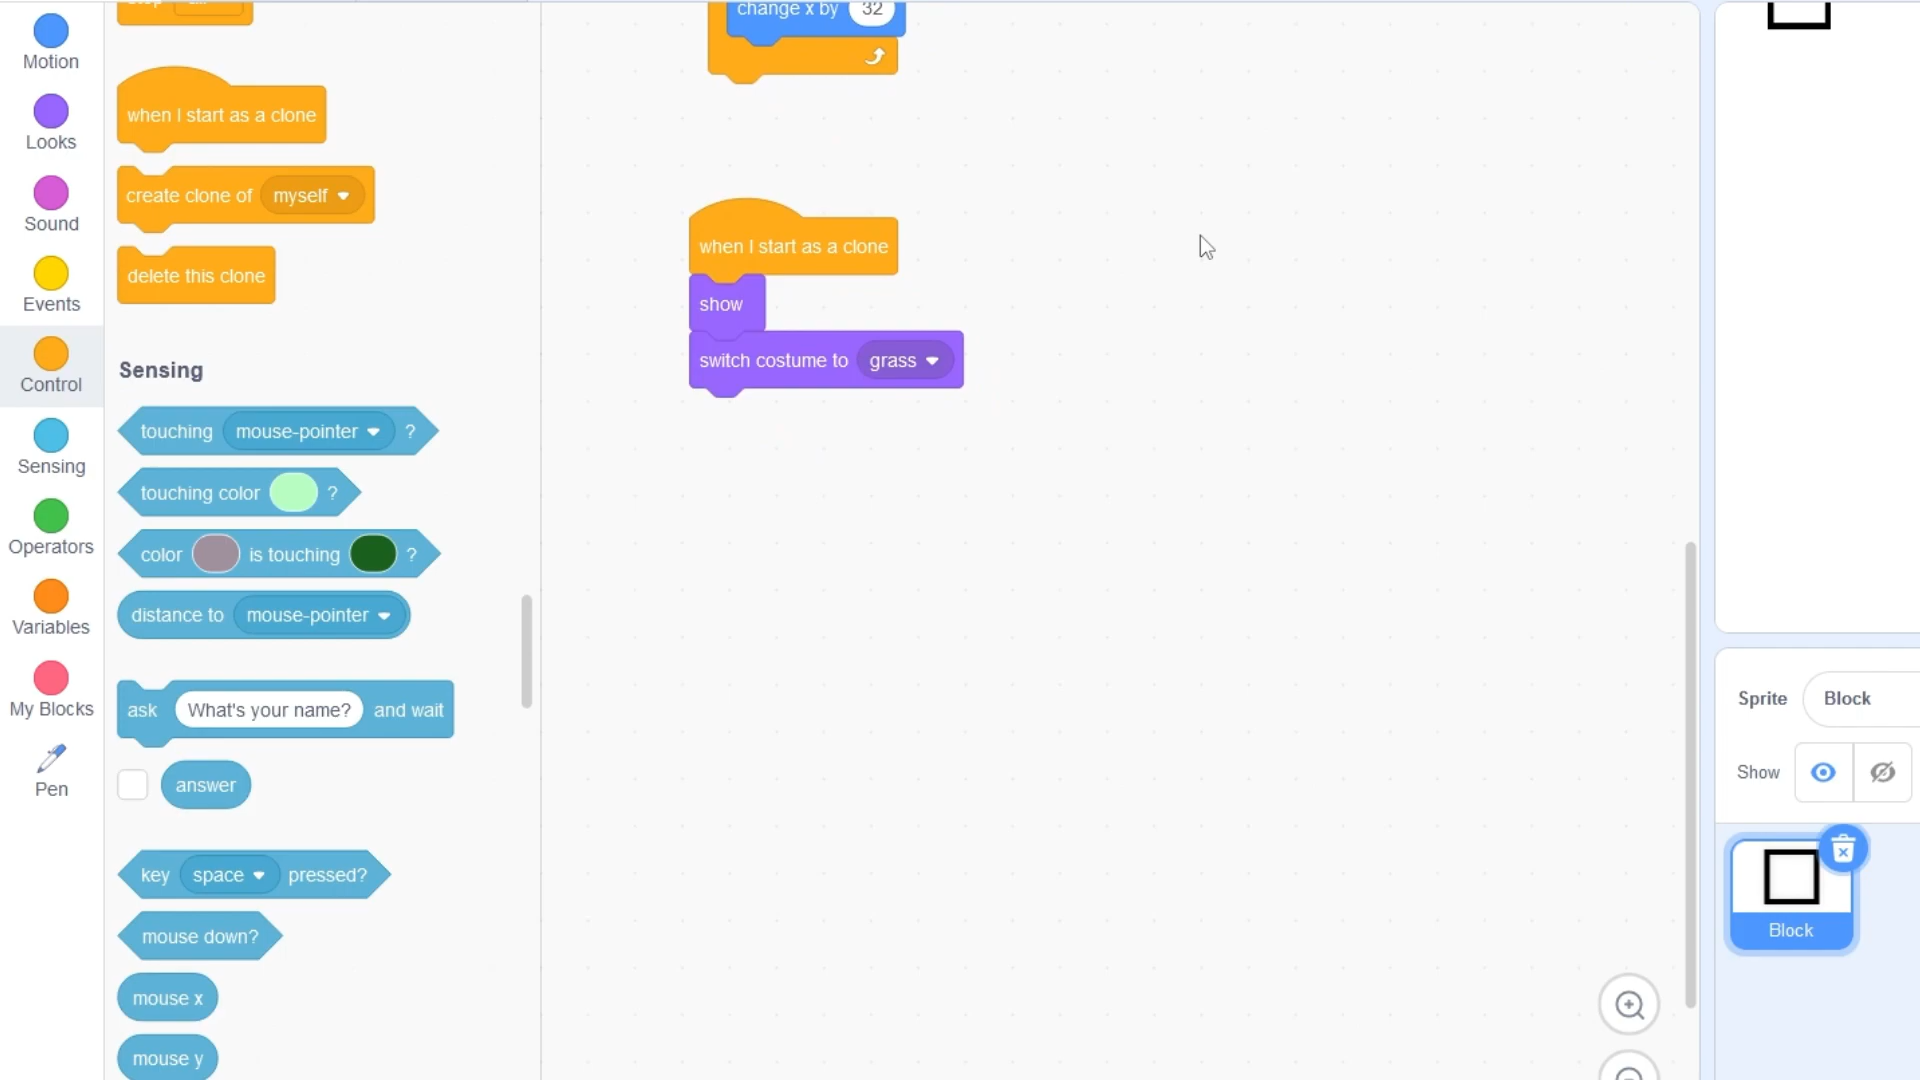 Motion
Looks
Sound
Events
Control
Sensing
Operators
Variables
My Blocks
Pen
when I start as a clone
create clone of myself
delete this clone
Sensing
touching mouse-pointer ?
touching color ?
color is touching ?
distance to mouse-pointer
ask What's your name? and wait
answer
key space pressed?
mouse down?
mouse x
mouse y
change x by 32
when I start as a clone
show
switch costume to grass
Sprite Block
Show
Block